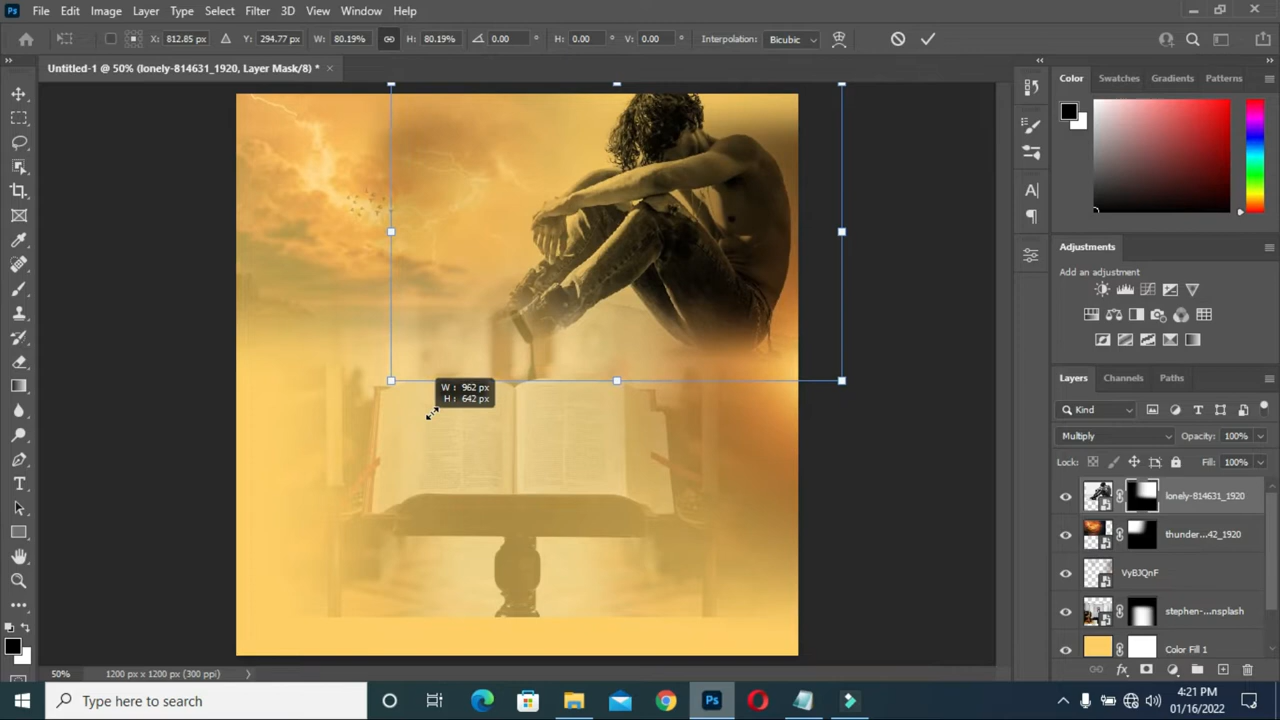 File Edit Image Layer Type Select Filter 3D View Window Help
X: 812.85 px Y: 294.77 px W: 80.19% H: 80.19% 0.00 ° H: 0.00 ° V: 0.00 ° Interpolation: Bicubic
Untitled-1 @ 50% (lonely-814631_1920, Layer Mask/8) * ×
Color Swatches Gradients Patterns
Adjustments
Add an adjustment
Layers Channels Paths
W : 962 px
H : 642 px
Kind
Multiply Opacity: 100%
Lock: Fill: 100%
lonely-814631_1920
thunder...42_1920
VyBJQnF
stephen-...nsplash
Color Fill 1
50% 1200 px x 1200 px (300 ppi)
Type here to search
4:21 PM
01/16/2022